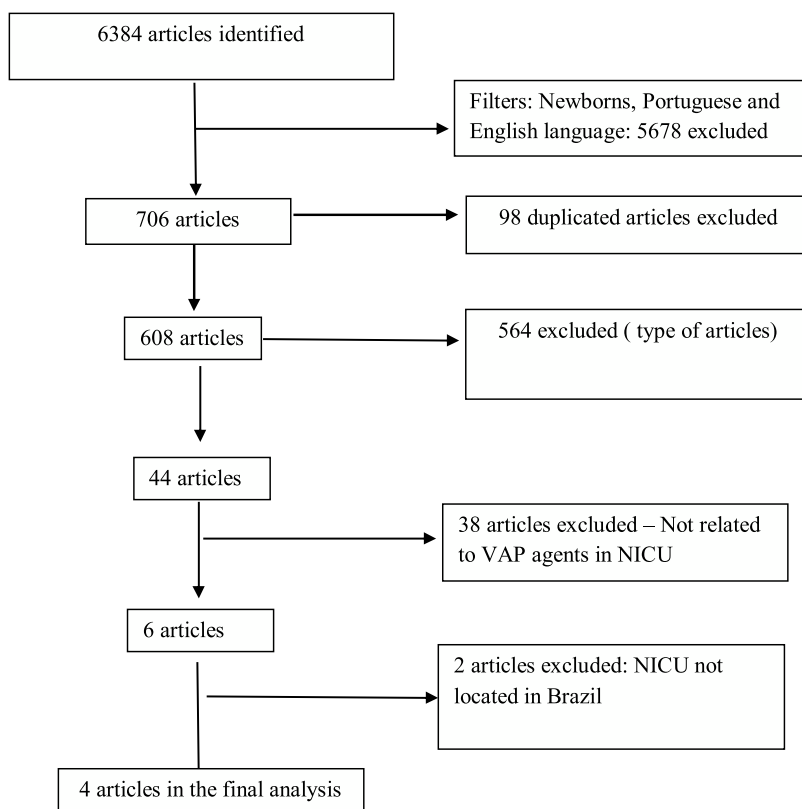 6384 articles identified
Filters: Newborns, Portuguese and
English language: 5678 excluded
706 articles
98 duplicated articles excluded
608 articles
564 excluded ( type of articles)
44 articles
38 articles excluded – Not related
to VAP agents in NICU
6 articles
2 articles excluded: NICU not
located in Brazil
4 articles in the final analysis